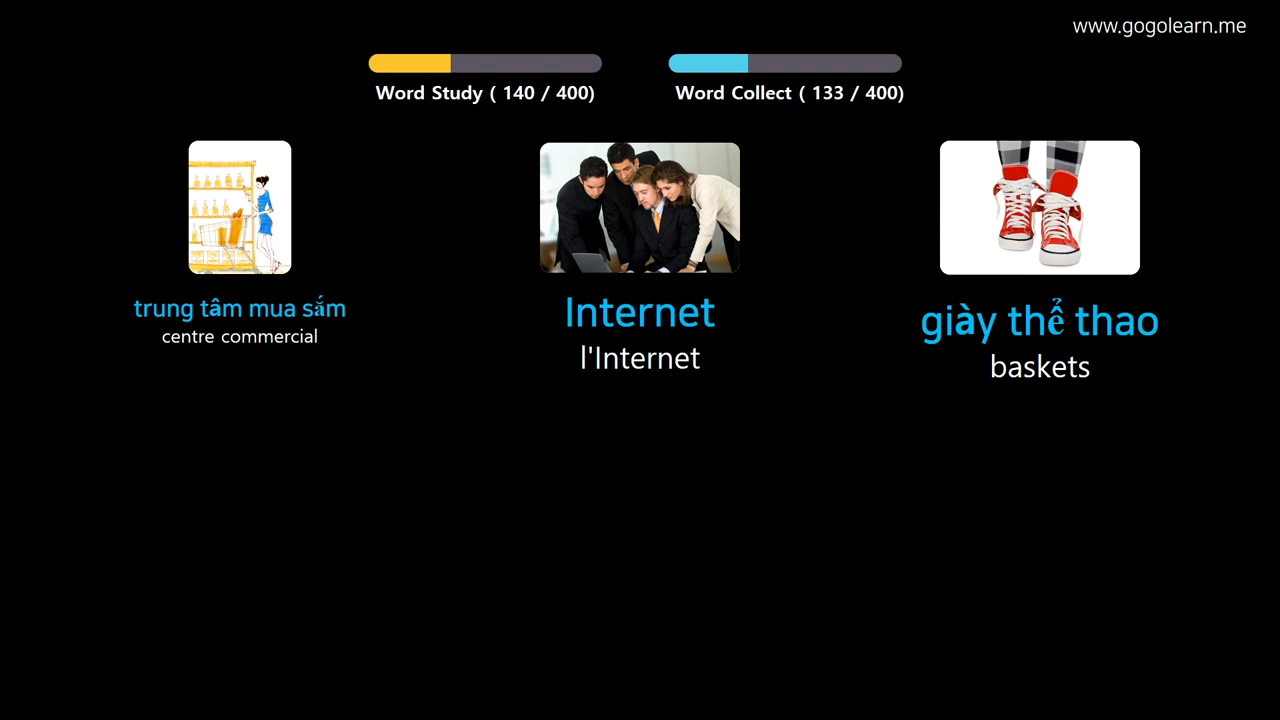 www.gogolearn.me
Word Study ( 140 / 400)
Word Collect ( 133 / 400)
trung tâm mua sắm
centre commercial
Internet
l'Internet
giày thể thao
baskets